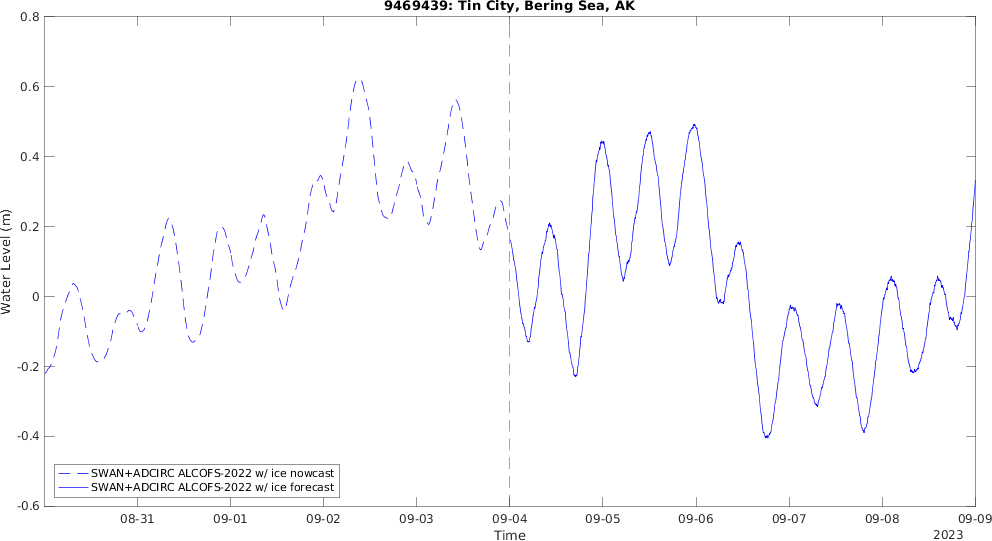 9469439: Tin City, Bering Sea, AK
0.8
0.6
0.4
0.2
0
-0.2
-0.4
-0.6
Water Level (m)
SWAN+ADCIRC ALCOFS-2022 w/ ice nowcast
SWAN+ADCIRC ALCOFS-2022 w/ ice forecast
08-31 09-01 09-02 09-03 09-04 09-05 09-06 09-07 09-08 09-09
Time
2023